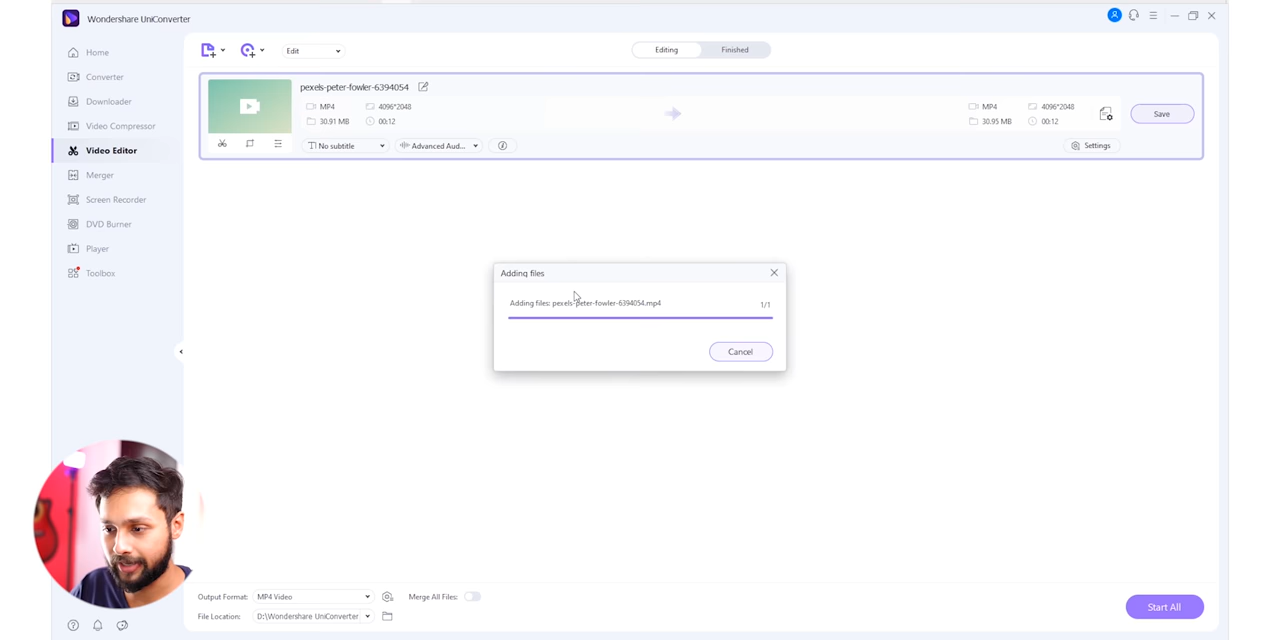 Wondershare UniConverter
Home
Converter
Downloader
Video Compressor
Video Editor
Merger
Screen Recorder
DVD Burner
Player
Toolbox
Edit
Editing Finished
pexels-peter-fowler-6394054
MP4 4096*2048
30.91 MB 00:12
MP4 4096*2048
30.95 MB 00:12
Save
No subtitle Advanced Aud... Settings
Adding files
Adding files: pexels-peter-fowler-6394054.mp4 1/1
Cancel
Output Format: MP4 Video Merge All Files:
File Location: D:\Wondershare UniConverter
Start All